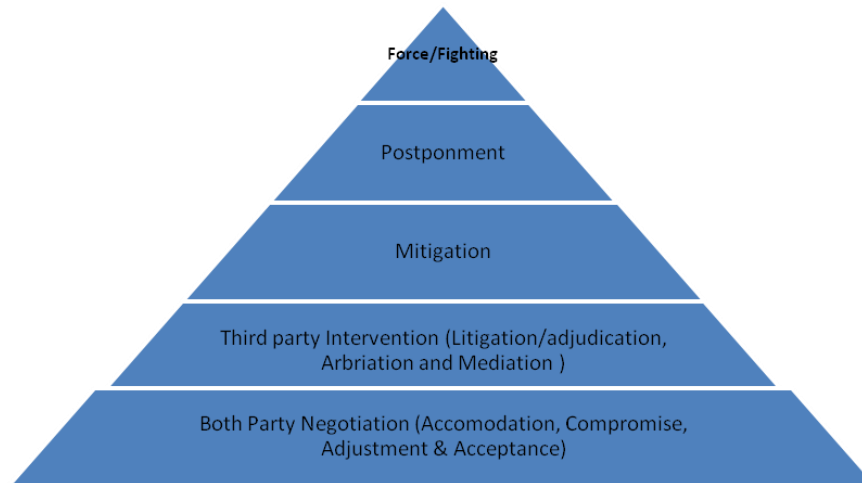 Force/Fighting
Postponment
Mitigation
Third party Intervention (Litigation/adjudication,
Arbriation and Mediation )
Both Party Negotiation (Accomodation, Compromise,
Adjustment & Acceptance)